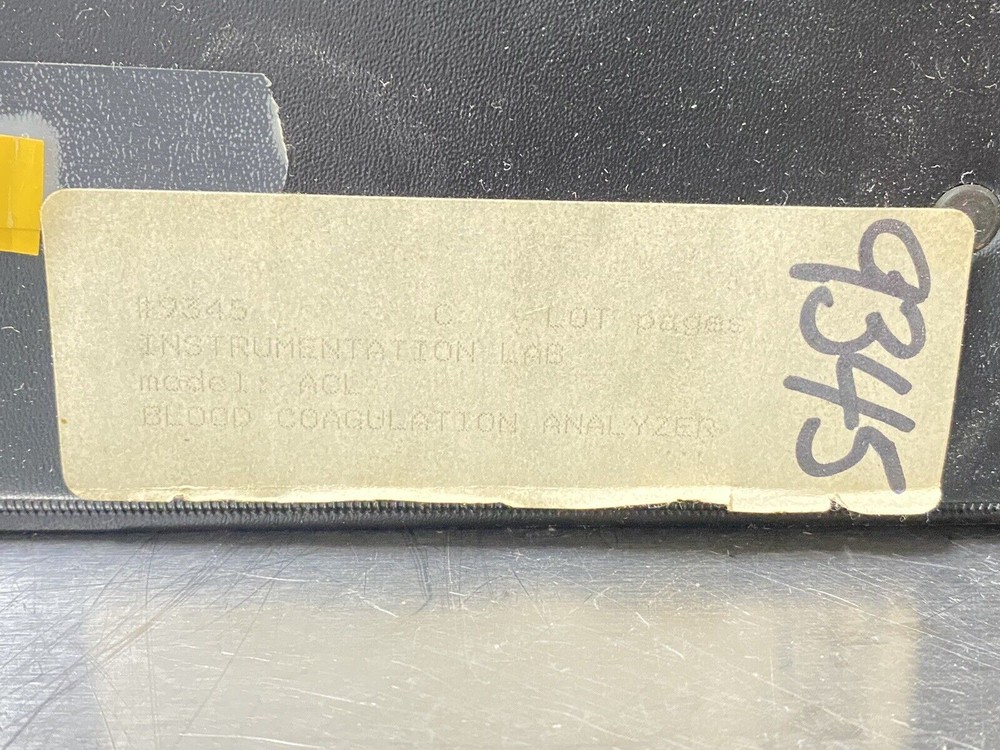 #9345 C LOT pages
INSTRUMENTATION LAB
model: ACL
BLOOD COAGULATION ANALYZER
9345